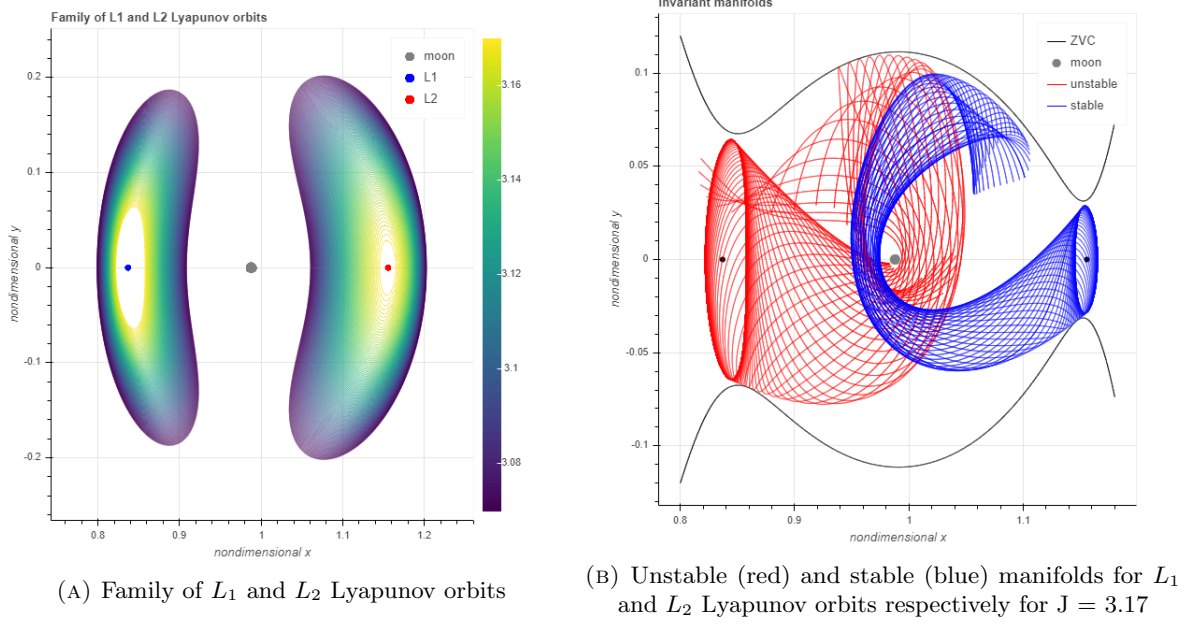 Family of L1 and L2 Lyapunov orbits
moon
L1
L2
0.2
0.1
0
-0.1
-0.2
nondimensional y
0.8
0.9
1
1.1
1.2
nondimensional x
3.16
3.14
3.12
3.1
3.08
(A) Family of L₁ and L₂ Lyapunov orbits
Invariant manifolds
ZVC
moon
unstable
stable
0.1
0.05
0
-0.05
-0.1
nondimensional y
0.8
0.9
1
1.1
nondimensional x
(B) Unstable (red) and stable (blue) manifolds for L₁
and L₂ Lyapunov orbits respectively for J = 3.17